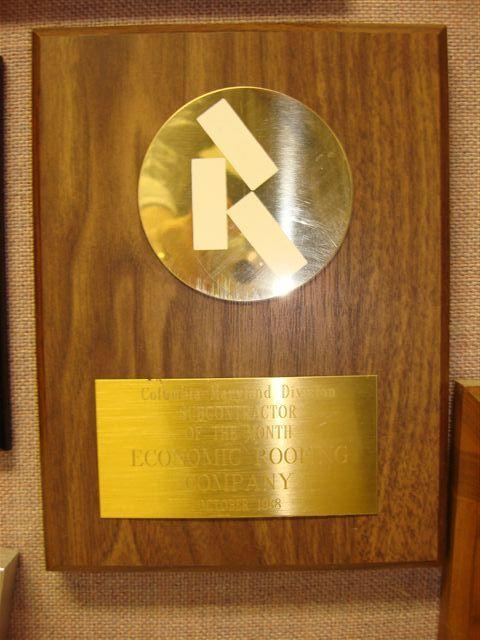 Columbia Maryland Division
SUBCONTRACTOR
OF THE MONTH
ECONOMIC ROOFING
COMPANY
OCTOBER 1968